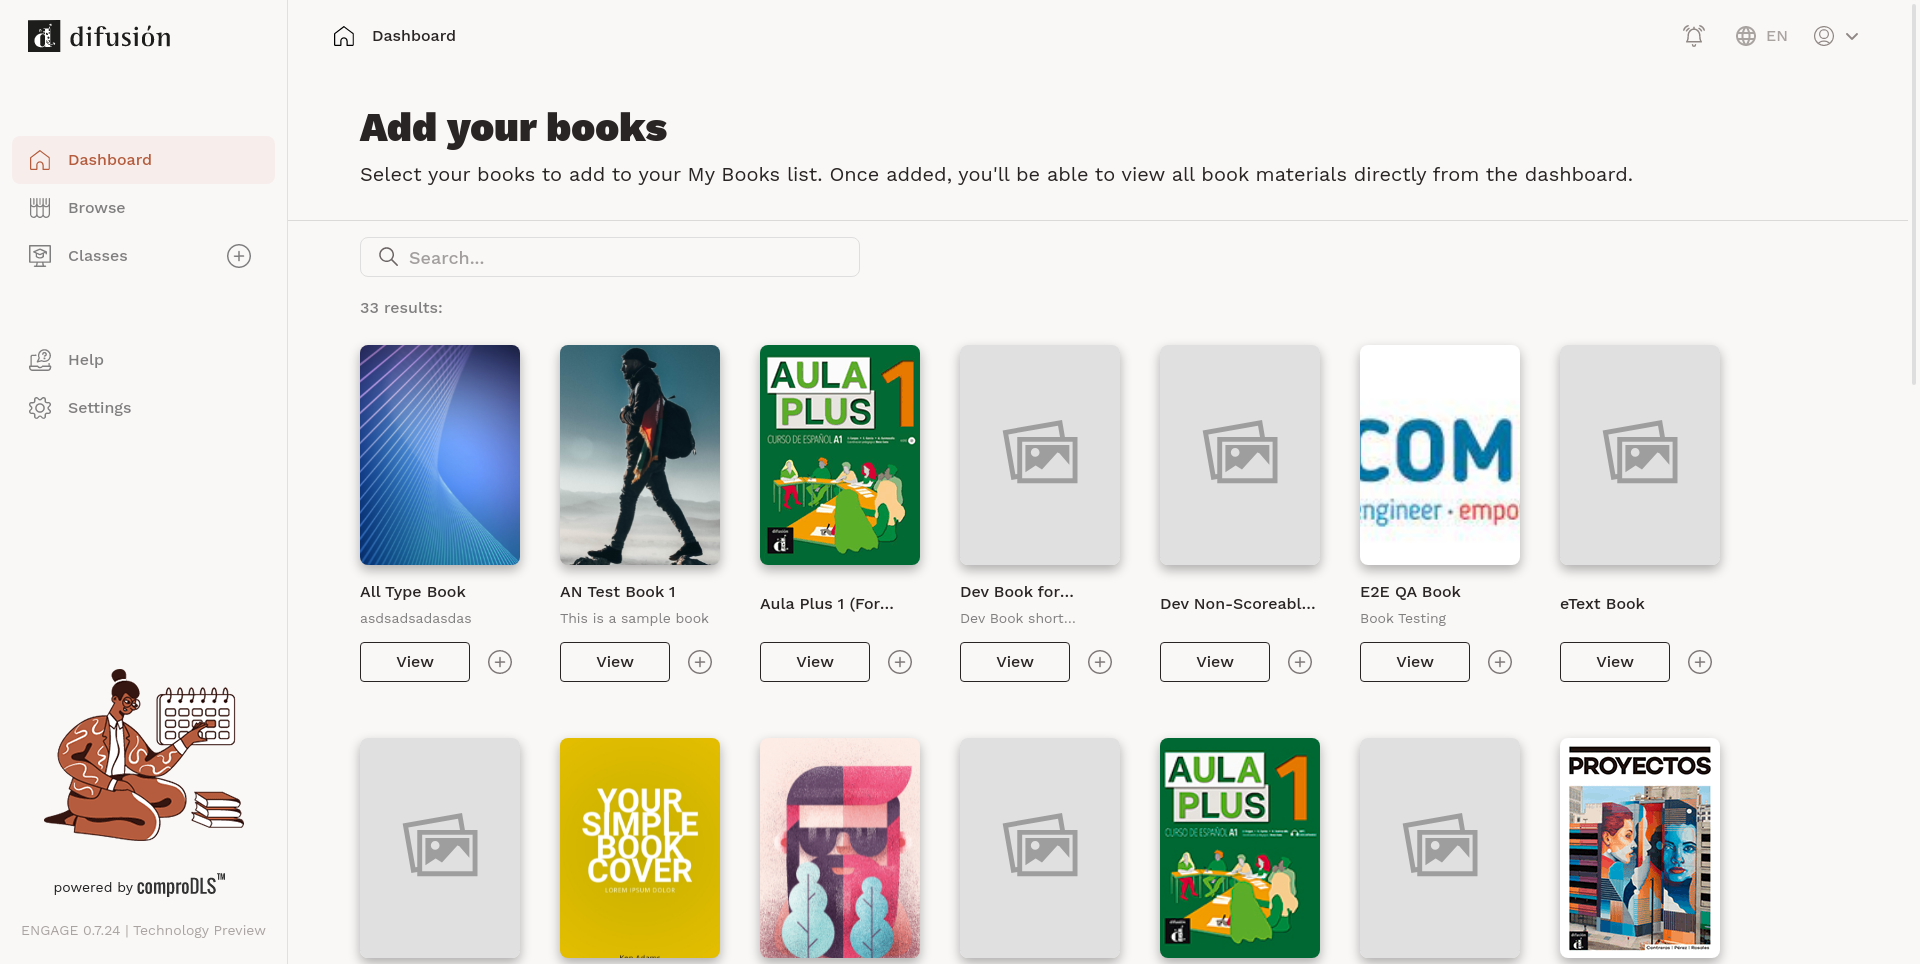 difusión
Dashboard
EN
Dashboard
Browse
Classes
Help
Settings
powered by comproDLS™
ENGAGE 0.7.24 | Technology Preview
Add your books
Select your books to add to your My Books list. Once added, you'll be able to view all book materials directly from the dashboard.
Search...
33 results:
AULA
PLUS 1
CURSO DE ESPAÑOL A1
difusión
COM
engineer · empo
All Type Book
asdsadsadasdas
AN Test Book 1
This is a sample book
Aula Plus 1 (For...
Dev Book for...
Dev Book short...
Dev Non-Scoreabl...
E2E QA Book
Book Testing
eText Book
View
View
View
View
View
View
View
YOUR
SIMPLE
BOOK
COVER
LOREM IPSUM DOLOR
AULA
PLUS 1
CURSO DE ESPAÑOL A1
PROYECTOS
Contreras | Pérez | Rosales